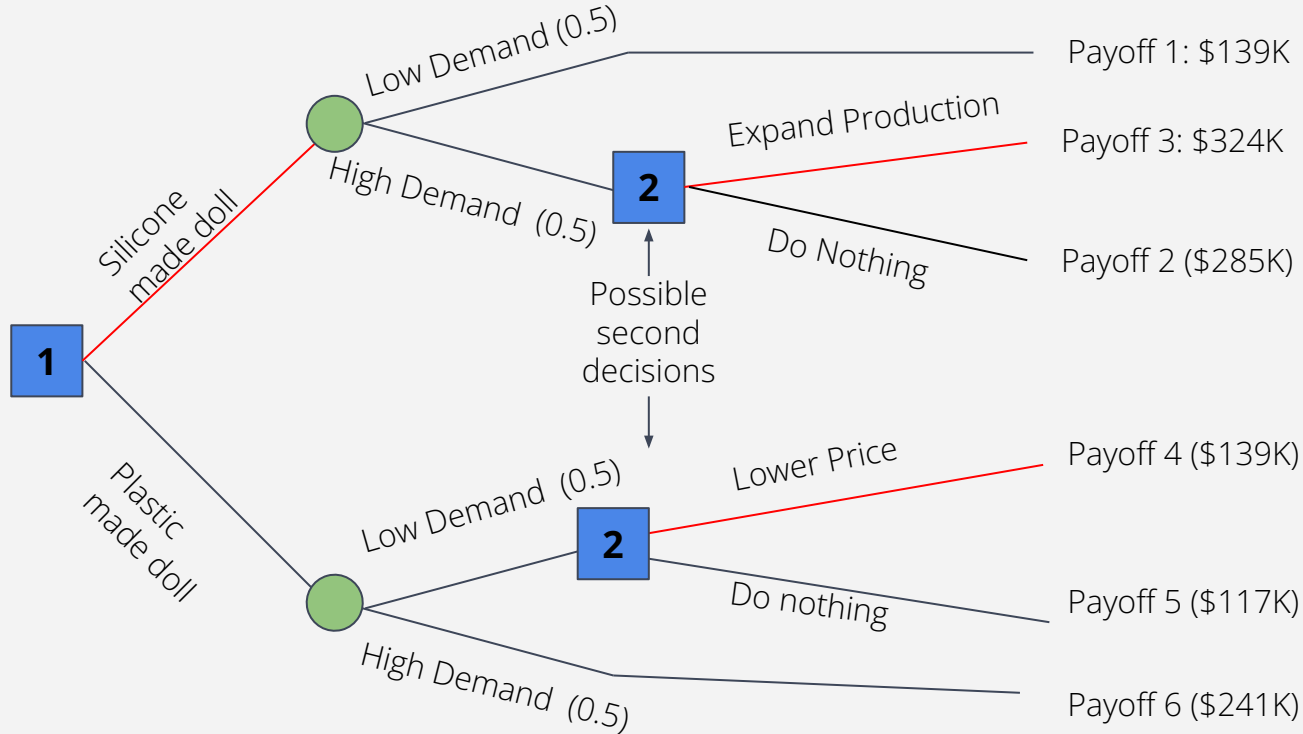 Low Demand (0.5)
Payoff 1: $139K
Expand Production
Payoff 3: $324K
High Demand (0.5)
2
Silicone
made doll
Do Nothing
Payoff 2 ($285K)
Possible
second
decisions
1
Plastic
made doll
Low Demand (0.5)
Lower Price
Payoff 4 ($139K)
2
Do nothing
Payoff 5 ($117K)
High Demand (0.5)
Payoff 6 ($241K)